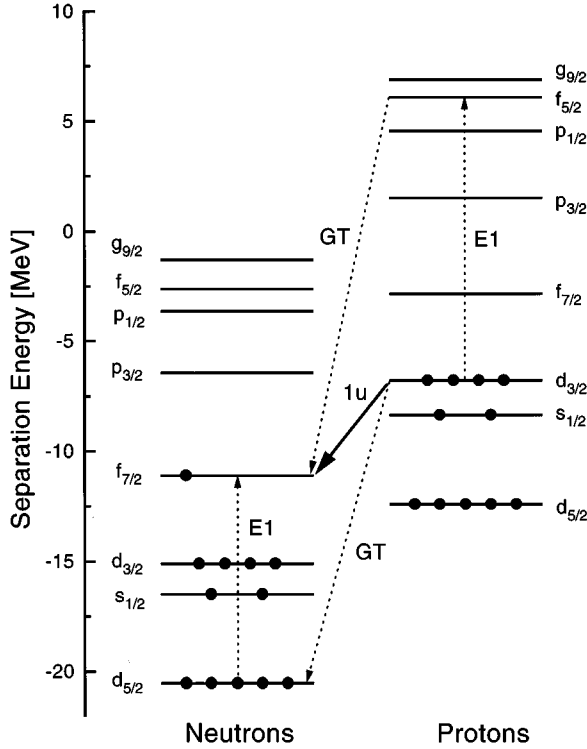 Separation Energy [MeV]
10
5
0
-5
-10
-15
-20
g9/2
f5/2
p1/2
p3/2
f7/2
d3/2
s1/2
d5/2
g9/2
f5/2
p1/2
p3/2
f7/2
d3/2
s1/2
d5/2
GT
E1
1u
E1
GT
Neutrons
Protons